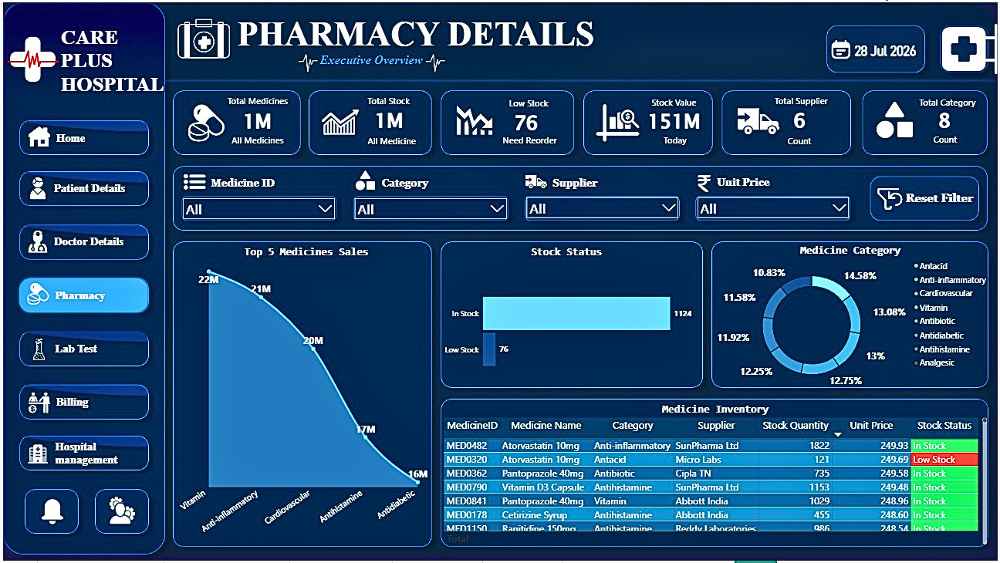 CARE
PLUS
HOSPITAL
PHARMACY DETAILS
Executive Overview
28 Jul 2026
Home
Patient Details
Doctor Details
Pharmacy
Lab Test
Billing
Hospital
management
Total Medicines
1M
All Medicines
Total Stock
1M
All Medicine
Low Stock
76
Need Reorder
Stock Value
151M
Today
Total Supplier
6
Count
Total Category
8
Count
Medicine ID
All
Category
All
Supplier
All
₹ Unit Price
All
Reset Filter
Top 5 Medicines Sales
22M
21M
20M
17M
16M
Vitamin
Anti-inflammatory
Cardiovascular
Antihistamine
Antidiabetic
Stock Status
In Stock
1124
Low Stock
76
Medicine Category
10.83%
14.58%
11.58%
13.08%
11.92%
13%
12.25%
12.75%
Antacid
Anti-inflammatory
Cardiovascular
Vitamin
Antibiotic
Antidiabetic
Antihistamine
Analgesic
Medicine Inventory
MedicineID Medicine Name Category Supplier Stock Quantity Unit Price Stock Status
MED0482 Atorvastatin 10mg Anti-inflammatory SunPharma Ltd 1822 249.93 In Stock
MED0320 Atorvastatin 10mg Antacid Micro Labs 121 249.69 Low Stock
MED0362 Pantoprazole 40mg Antibiotic Cipla TN 735 249.58 In Stock
MED0790 Vitamin D3 Capsule Antihistamine SunPharma Ltd 1153 249.48 In Stock
MED0841 Pantoprazole 40mg Vitamin Abbott India 1029 248.96 In Stock
MED0178 Cetirizine Syrup Antihistamine Abbott India 455 248.60 In Stock
MED1150 Ranitidine 150mg Antihistamine Reddy Laboratories 986 248.54 In Stock
Total